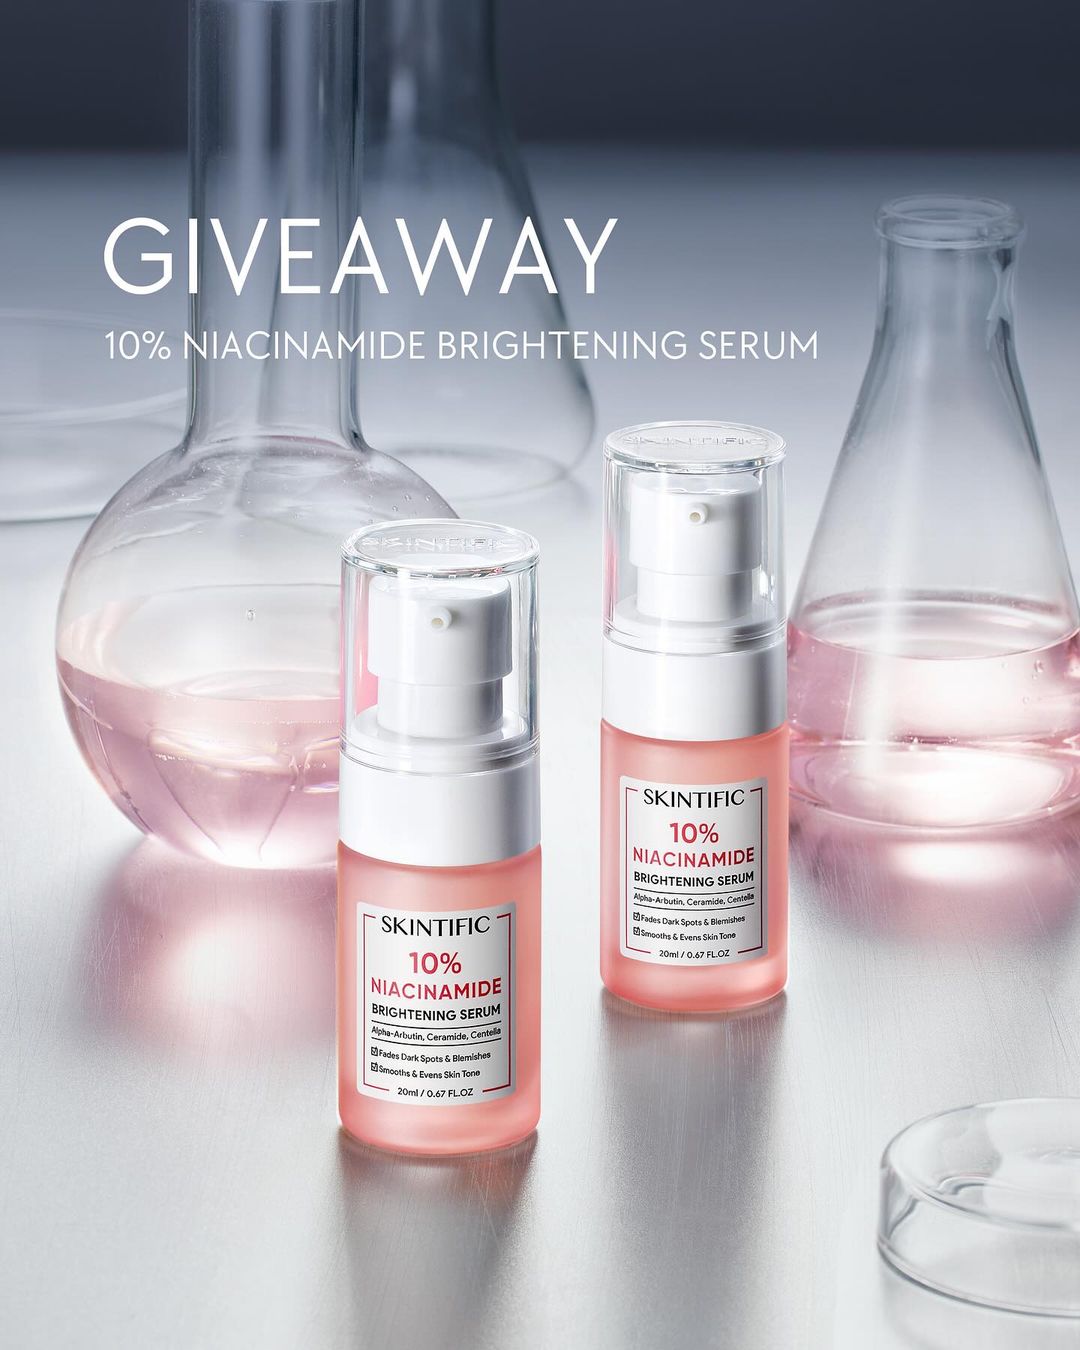 GIVEAWAY
10% NIACINAMIDE BRIGHTENING SERUM
SKINTIFIC
SKINTIFIC
SKINTIFIC
10%
NIACINAMIDE
BRIGHTENING SERUM
Alpha-Arbutin, Ceramide, Centella
Fades Dark Spots & Blemishes
Smooths & Evens Skin Tone
20ml / 0.67 FL.OZ
SKINTIFIC
10%
NIACINAMIDE
BRIGHTENING SERUM
Alpha-Arbutin, Ceramide, Centella
Fades Dark Spots & Blemishes
Smooths & Evens Skin Tone
20ml / 0.67 FL.OZ